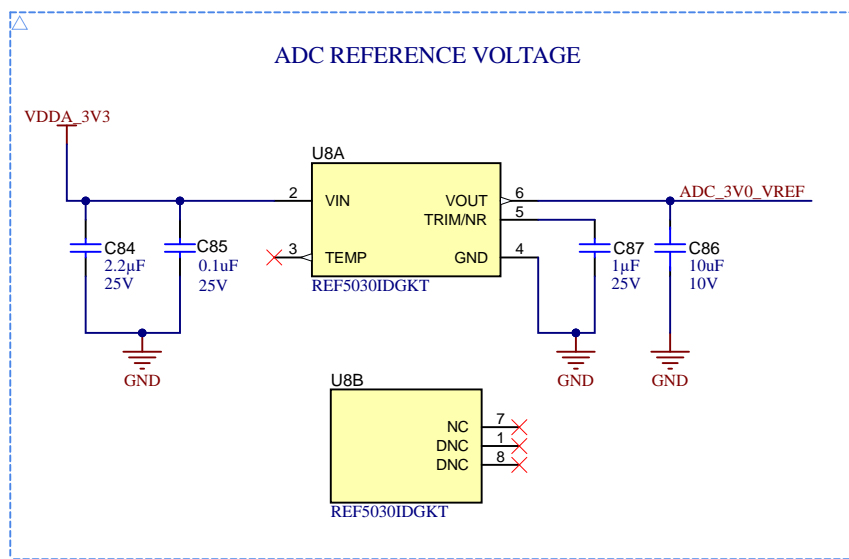 ADC REFERENCE VOLTAGE
VDDA_3V3
U8A
2 VIN
VOUT 6
TRIM/NR 5
3 TEMP
GND 4
REF5030IDGKT
ADC_3V0_VREF
C84
2.2µF
25V
C85
0.1uF
25V
C87
1µF
25V
C86
10uF
10V
GND
GND
GND
U8B
NC 7
DNC 1
DNC 8
REF5030IDGKT